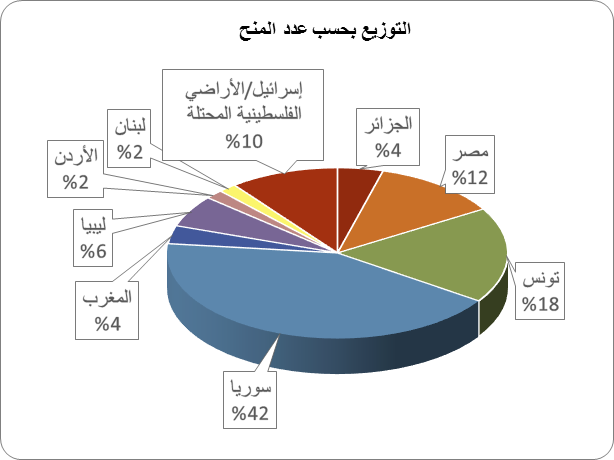 التوزيع بحسب عدد المنح
إسرائيل/الأراضي
الفلسطينية المحتلة
%10
الجزائر
%4
مصر
%12
تونس
%18
سوريا
%42
المغرب
%4
ليبيا
%6
الأردن
%2
لبنان
%2